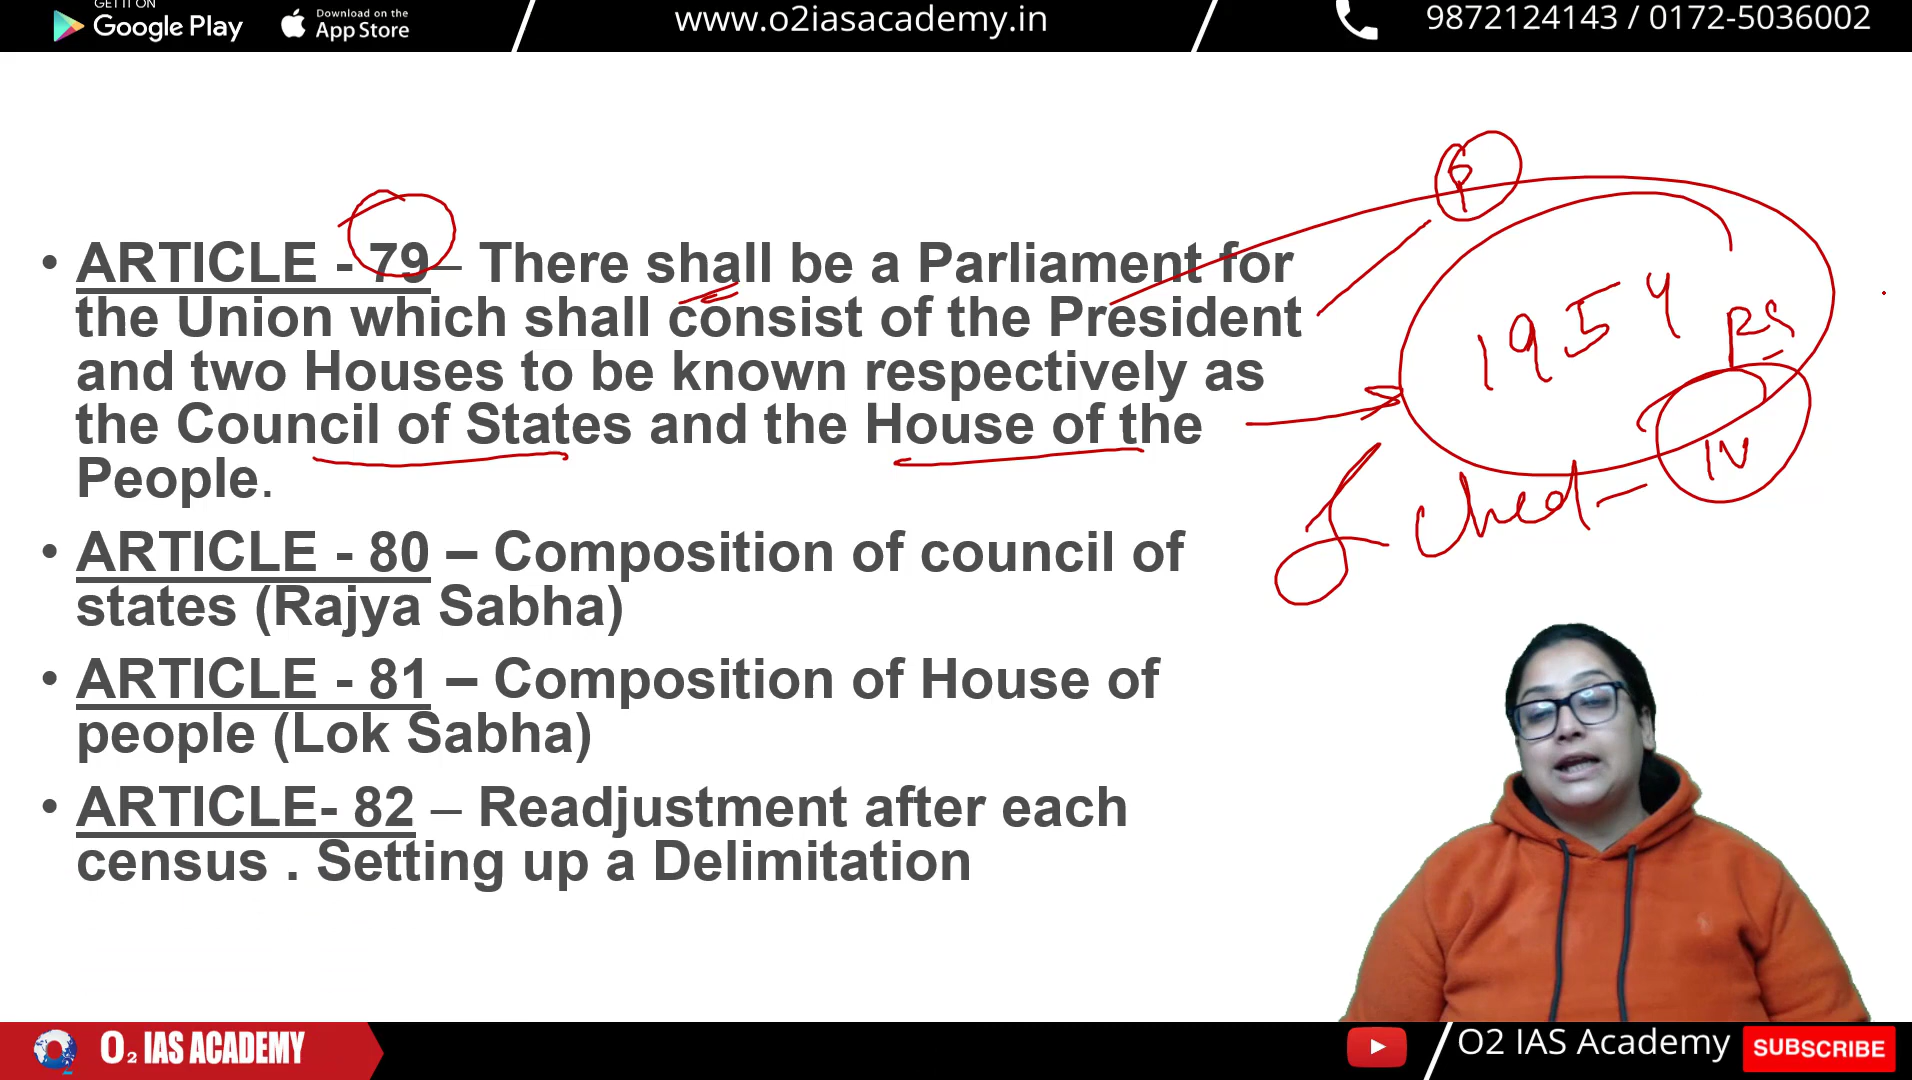 GET IT ON
Google Play
Download on the
App Store
www.o2iasacademy.in
9872124143 / 0172-5036002
• ARTICLE - 79– There shall be a Parliament for
the Union which shall consist of the President
and two Houses to be known respectively as
the Council of States and the House of the
People.
• ARTICLE - 80 – Composition of council of
states (Rajya Sabha)
• ARTICLE - 81 – Composition of House of
people (Lok Sabha)
• ARTICLE- 82 – Readjustment after each
census . Setting up a Delimitation
P
1954
RS
Sched - IV
O2 IAS ACADEMY
O2 IAS Academy
SUBSCRIBE